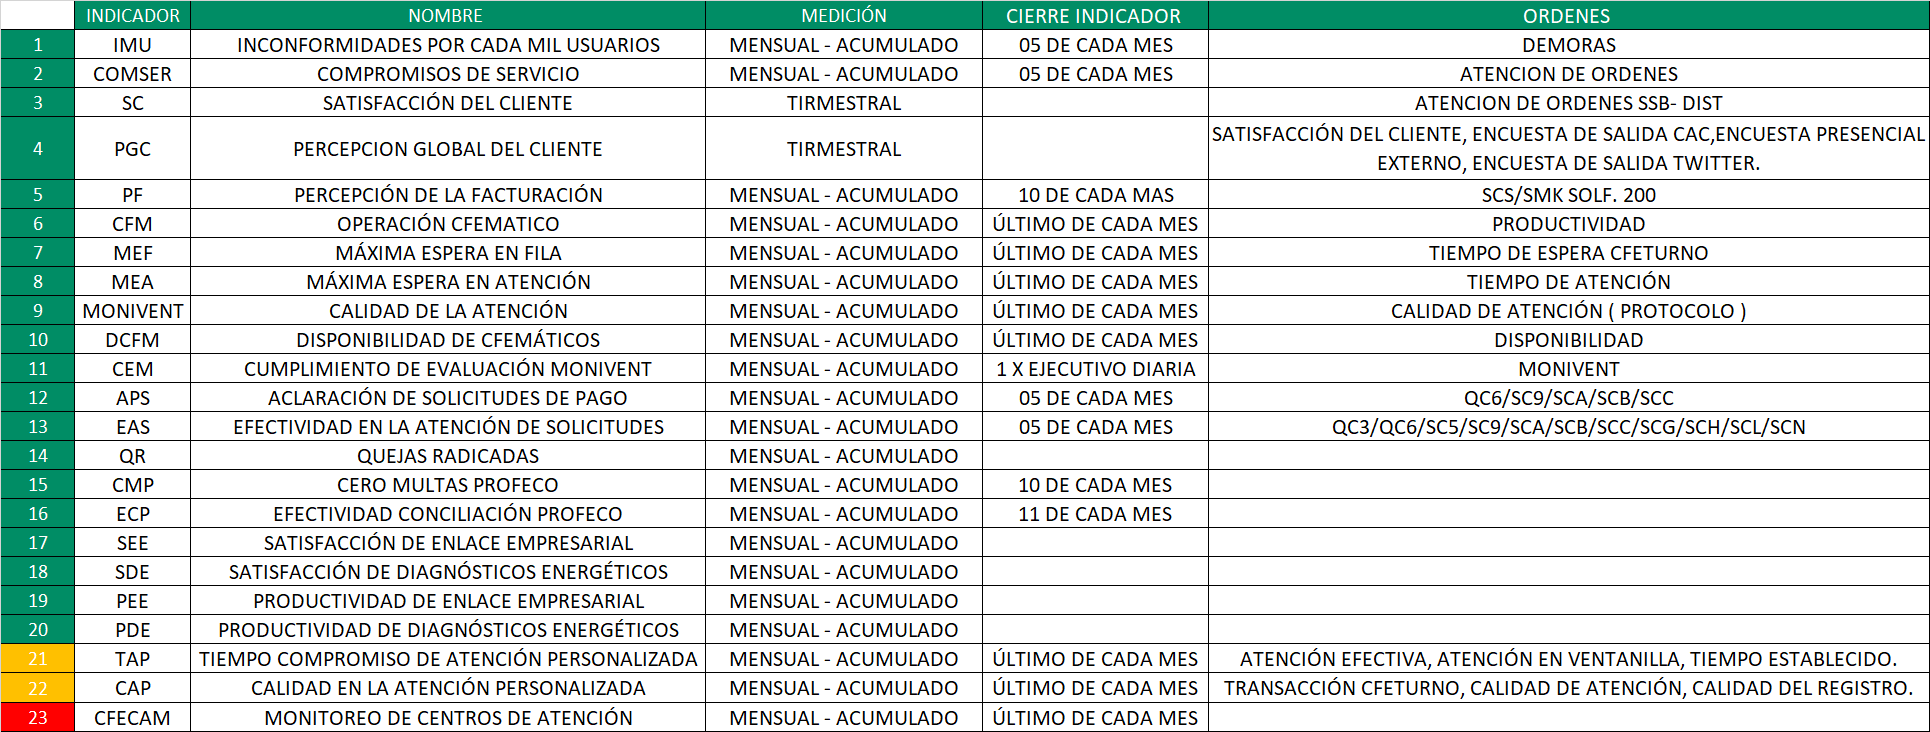 INDICADOR NOMBRE MEDICIÓN CIERRE INDICADOR ORDENES
1 IMU INCONFORMIDADES POR CADA MIL USUARIOS MENSUAL - ACUMULADO 05 DE CADA MES DEMORAS
2 COMSER COMPROMISOS DE SERVICIO MENSUAL - ACUMULADO 05 DE CADA MES ATENCION DE ORDENES
3 SC SATISFACCIÓN DEL CLIENTE TIRMESTRAL ATENCION DE ORDENES SSB- DIST
4 PGC PERCEPCION GLOBAL DEL CLIENTE TIRMESTRAL SATISFACCIÓN DEL CLIENTE, ENCUESTA DE SALIDA CAC,ENCUESTA PRESENCIAL
EXTERNO, ENCUESTA DE SALIDA TWITTER.
5 PF PERCEPCIÓN DE LA FACTURACIÓN MENSUAL - ACUMULADO 10 DE CADA MAS SCS/SMK SOLF. 200
6 CFM OPERACIÓN CFEMATICO MENSUAL - ACUMULADO ÚLTIMO DE CADA MES PRODUCTIVIDAD
7 MEF MÁXIMA ESPERA EN FILA MENSUAL - ACUMULADO ÚLTIMO DE CADA MES TIEMPO DE ESPERA CFETURNO
8 MEA MÁXIMA ESPERA EN ATENCIÓN MENSUAL - ACUMULADO ÚLTIMO DE CADA MES TIEMPO DE ATENCIÓN
9 MONIVENT CALIDAD DE LA ATENCIÓN MENSUAL - ACUMULADO ÚLTIMO DE CADA MES CALIDAD DE ATENCIÓN ( PROTOCOLO )
10 DCFM DISPONIBILIDAD DE CFEMÁTICOS MENSUAL - ACUMULADO ÚLTIMO DE CADA MES DISPONIBILIDAD
11 CEM CUMPLIMIENTO DE EVALUACIÓN MONIVENT MENSUAL - ACUMULADO 1 X EJECUTIVO DIARIA MONIVENT
12 APS ACLARACIÓN DE SOLICITUDES DE PAGO MENSUAL - ACUMULADO 05 DE CADA MES QC6/SC9/SCA/SCB/SCC
13 EAS EFECTIVIDAD EN LA ATENCIÓN DE SOLICITUDES MENSUAL - ACUMULADO 05 DE CADA MES QC3/QC6/SC5/SC9/SCA/SCB/SCC/SCG/SCH/SCL/SCN
14 QR QUEJAS RADICADAS MENSUAL - ACUMULADO
15 CMP CERO MULTAS PROFECO MENSUAL - ACUMULADO 10 DE CADA MES
16 ECP EFECTIVIDAD CONCILIACIÓN PROFECO MENSUAL - ACUMULADO 11 DE CADA MES
17 SEE SATISFACCIÓN DE ENLACE EMPRESARIAL MENSUAL - ACUMULADO
18 SDE SATISFACCIÓN DE DIAGNÓSTICOS ENERGÉTICOS MENSUAL - ACUMULADO
19 PEE PRODUCTIVIDAD DE ENLACE EMPRESARIAL MENSUAL - ACUMULADO
20 PDE PRODUCTIVIDAD DE DIAGNÓSTICOS ENERGÉTICOS MENSUAL - ACUMULADO
21 TAP TIEMPO COMPROMISO DE ATENCIÓN PERSONALIZADA MENSUAL - ACUMULADO ÚLTIMO DE CADA MES ATENCIÓN EFECTIVA, ATENCIÓN EN VENTANILLA, TIEMPO ESTABLECIDO.
22 CAP CALIDAD EN LA ATENCIÓN PERSONALIZADA MENSUAL - ACUMULADO ÚLTIMO DE CADA MES TRANSACCIÓN CFETURNO, CALIDAD DE ATENCIÓN, CALIDAD DEL REGISTRO.
23 CFECAM MONITOREO DE CENTROS DE ATENCIÓN MENSUAL - ACUMULADO ÚLTIMO DE CADA MES